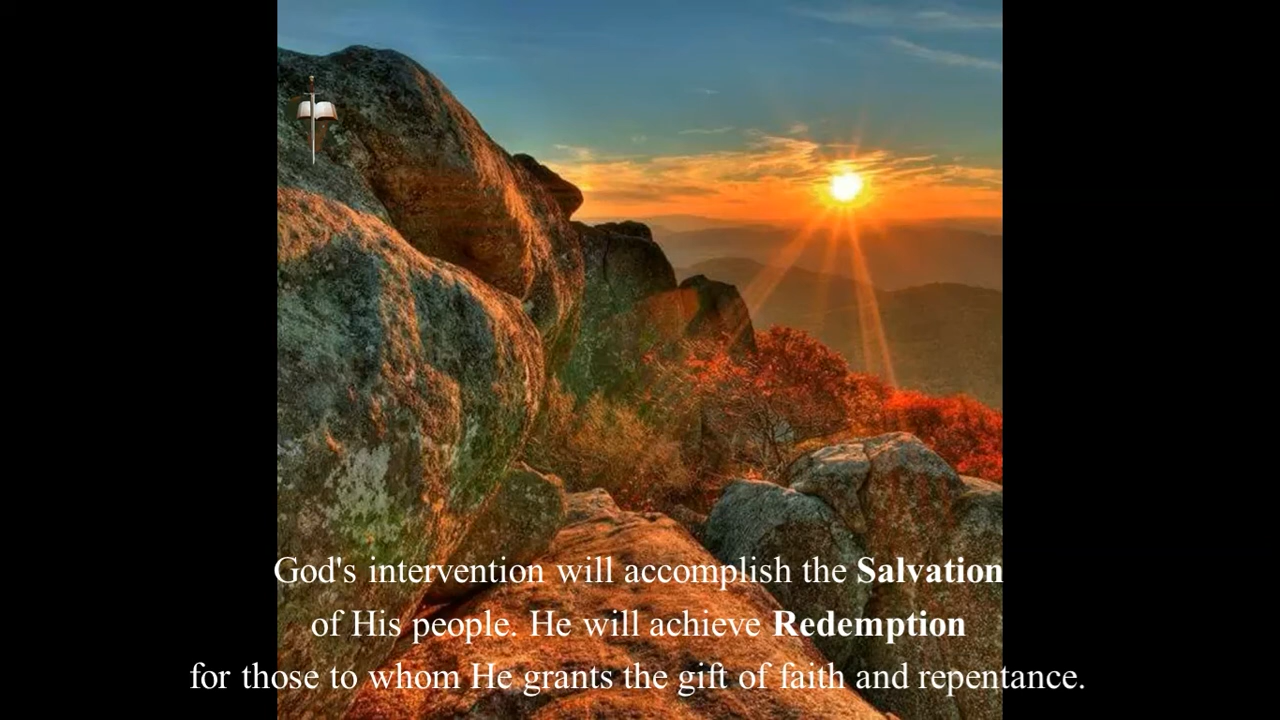 God's intervention will accomplish the Salvation
of His people. He will achieve Redemption
for those to whom He grants the gift of faith and repentance.